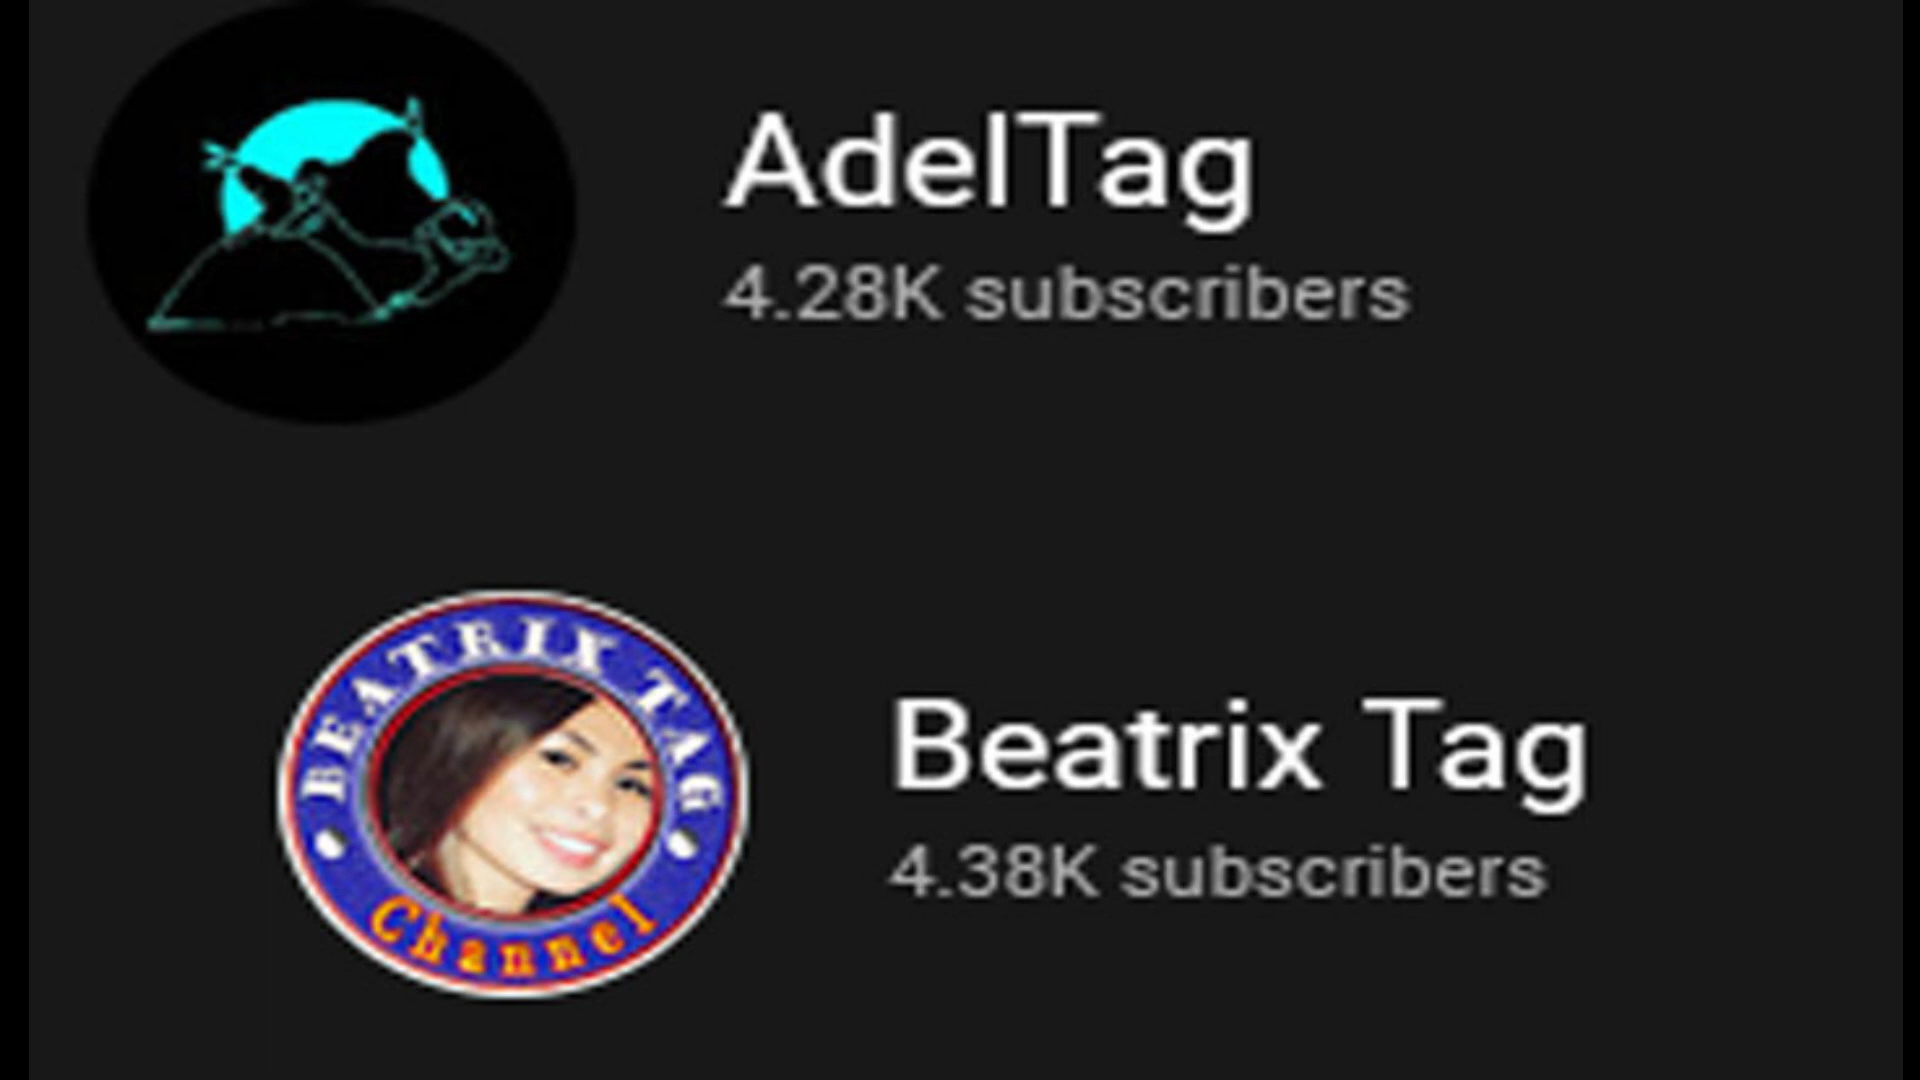 AdelTag
4.28K subscribers
BEATRIX TAG
Channel
Beatrix Tag
4.38K subscribers